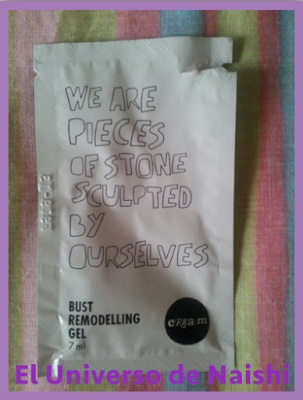 WE ARE
PiECES
OF STONE
SCULPTED
BY
OURSELVES
BUST
REMODELLING
GEL
7 ml
cream
El Universo de Naishi